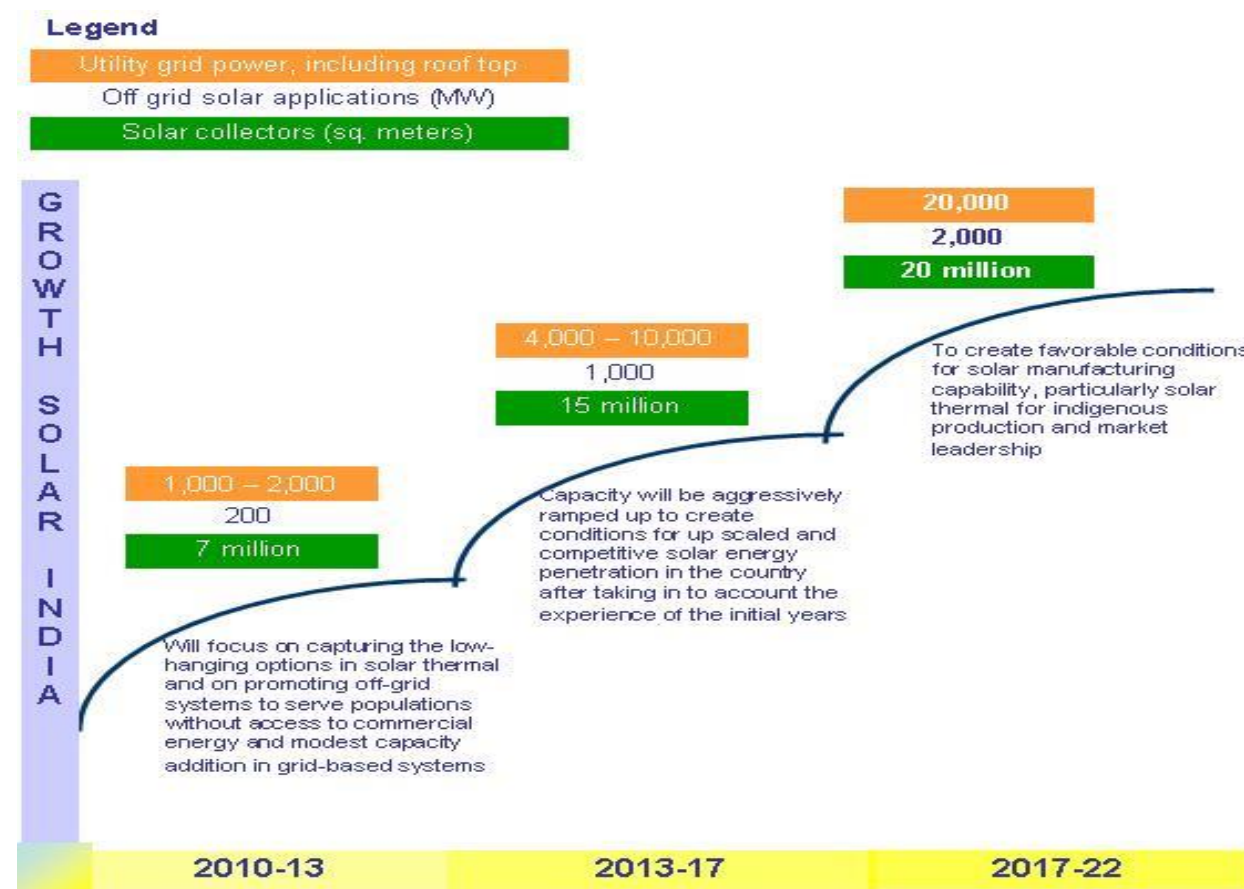 Legend
Utility grid power, including roof top
Off grid solar applications (MW)
Solar collectors (sq. meters)
GROWTH SOLAR INDIA
20,000
2,000
20 million
4,000 – 10,000
1,000
15 million
To create favorable conditions
for solar manufacturing
capability, particularly solar
thermal for indigenous
production and market
leadership
1,000 – 2,000
200
7 million
Capacity will be aggressively
ramped up to create
conditions for up scaled and
competitive solar energy
penetration in the country
after taking in to account the
experience of the initial years
Will focus on capturing the low-
hanging options in solar thermal
and on promoting off-grid
systems to serve populations
without access to commercial
energy and modest capacity
addition in grid-based systems
2010-13
2013-17
2017-22